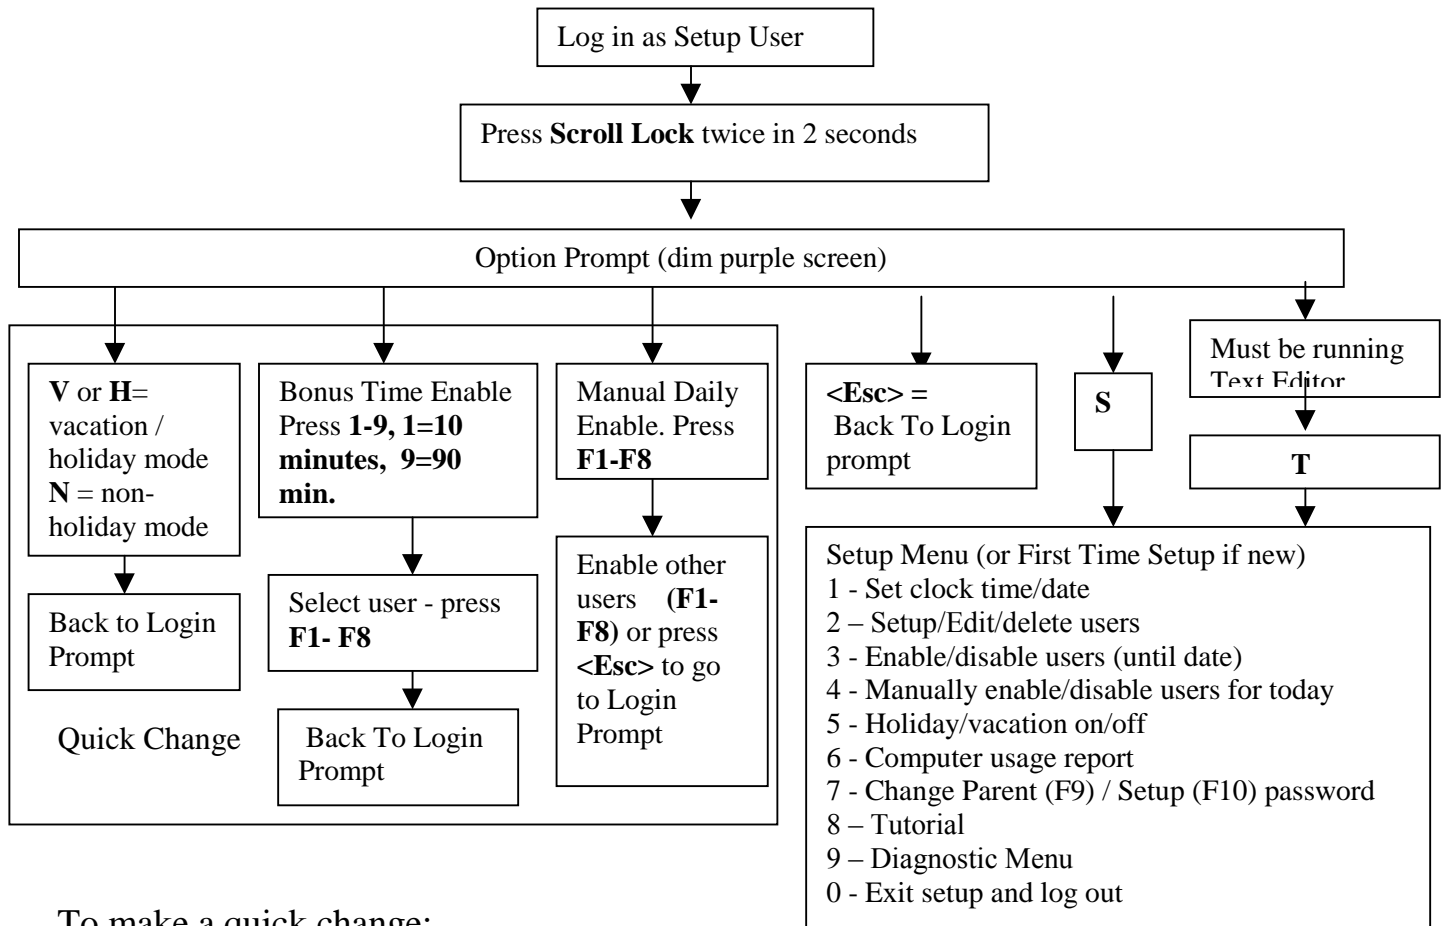 Log in as Setup User
Press Scroll Lock twice in 2 seconds
Option Prompt (dim purple screen)
V or H=
vacation /
holiday mode
N = non-
holiday mode
Back to Login
Prompt
Quick Change
Bonus Time Enable
Press 1-9, 1=10
minutes, 9=90
min.
Select user - press
F1- F8
Back To Login
Prompt
Manual Daily
Enable. Press
F1-F8
Enable other
users (F1-
F8) or press
<Esc> to go
to Login
Prompt
<Esc> =
Back To Login
prompt
S
Must be running
Text Editor
T
Setup Menu (or First Time Setup if new)
1 - Set clock time/date
2 – Setup/Edit/delete users
3 - Enable/disable users (until date)
4 - Manually enable/disable users for today
5 - Holiday/vacation on/off
6 - Computer usage report
7 - Change Parent (F9) / Setup (F10) password
8 – Tutorial
9 – Diagnostic Menu
0 - Exit setup and log out
To make a quick change: